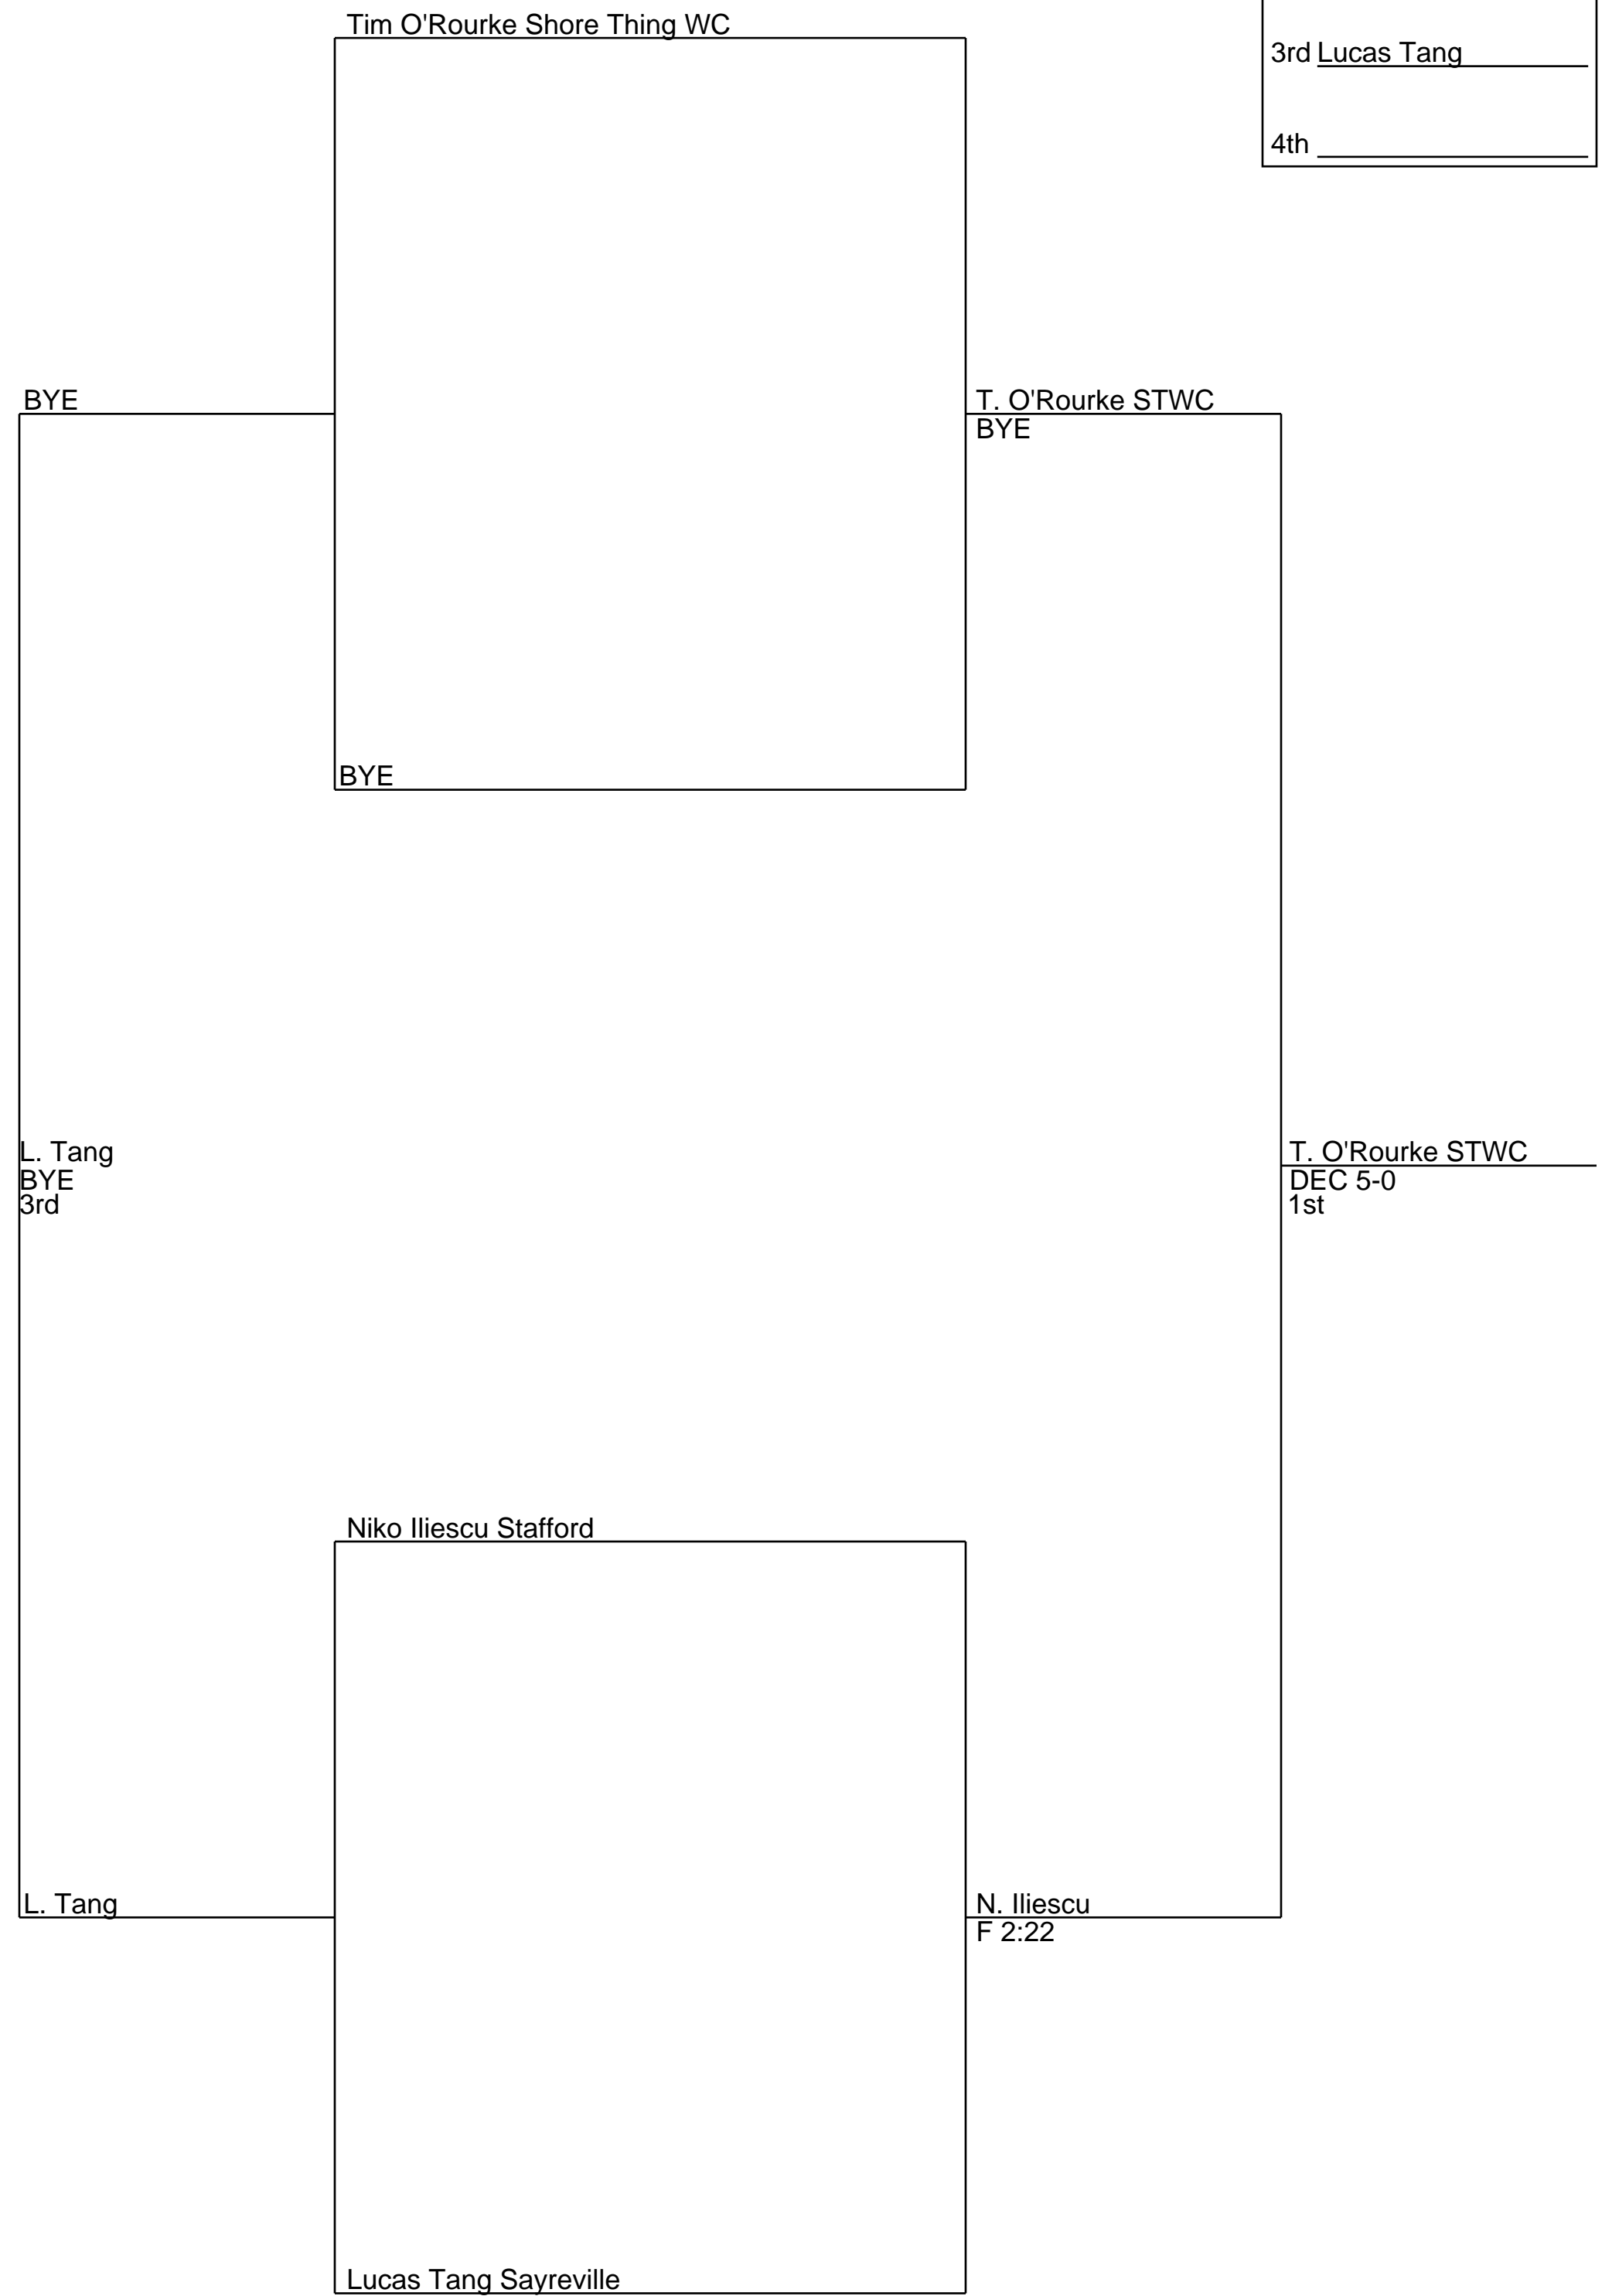 Tim O'Rourke Shore Thing WC
3rd Lucas Tang
4th
BYE
T. O'Rourke STWC
BYE
BYE
L. Tang
BYE
3rd
T. O'Rourke STWC
DEC 5-0
1st
Niko Iliescu Stafford
L. Tang
N. Iliescu
F 2:22
Lucas Tang Sayreville